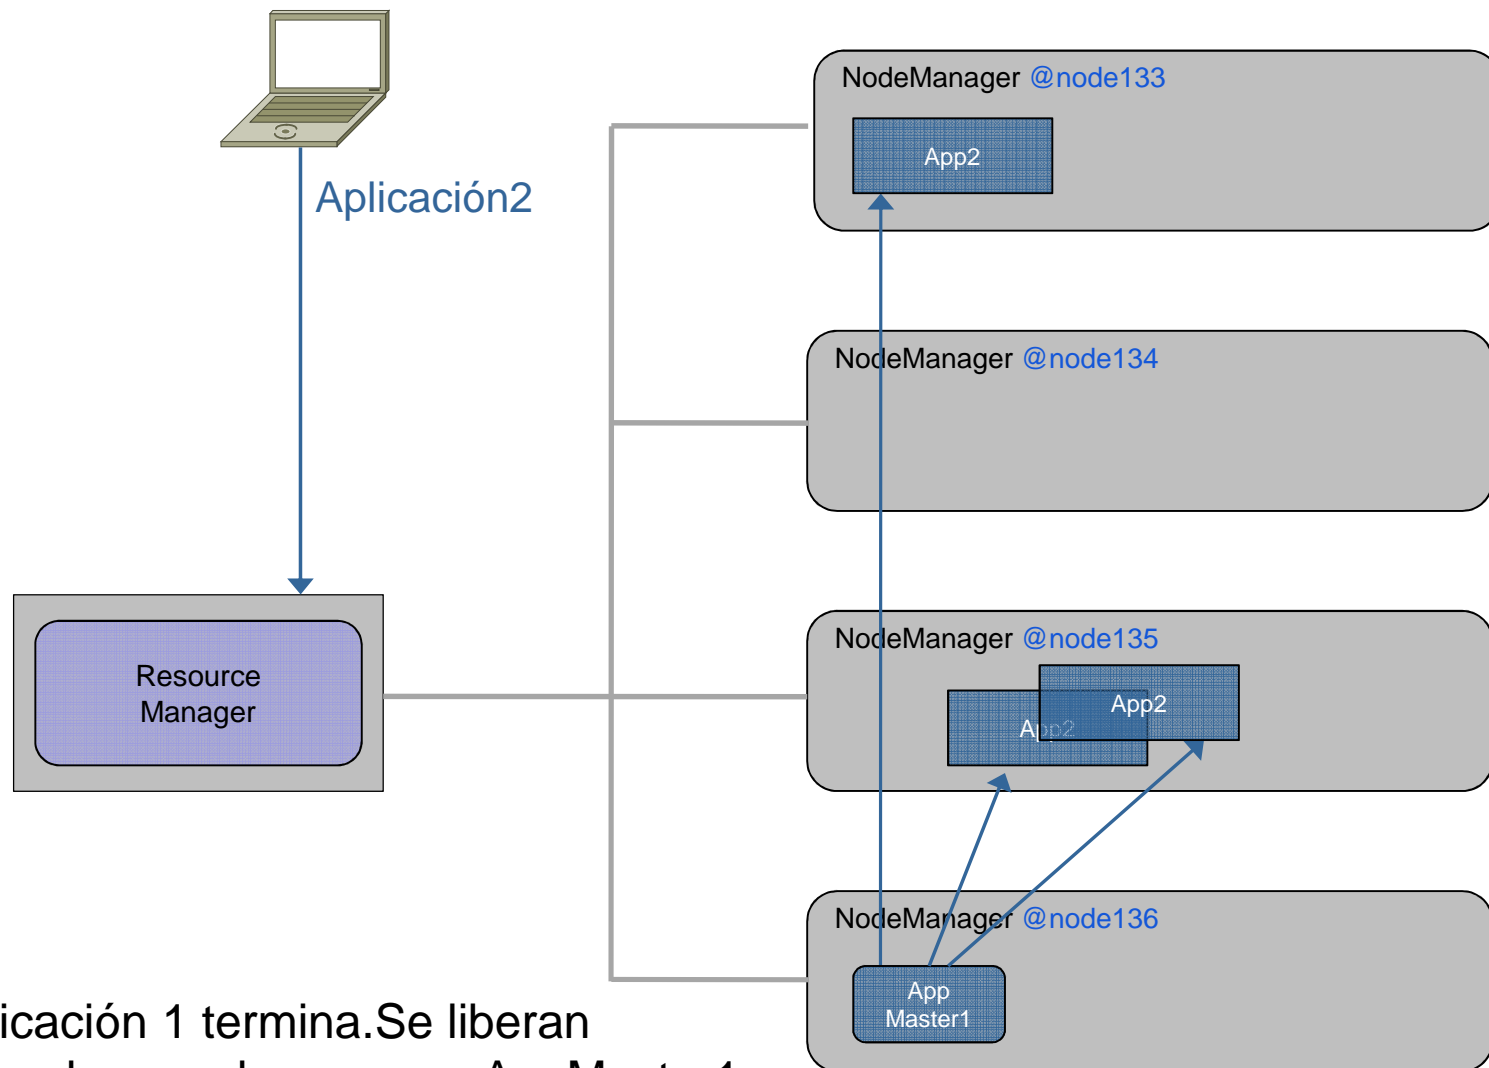 NodeManager @node133
App2
Aplicación2
NodeManager @node134
NodeManager @node135
Resource
Manager
App2
App2
NodeManager @node136
App
Master1
icación 1 termina.Se liberan